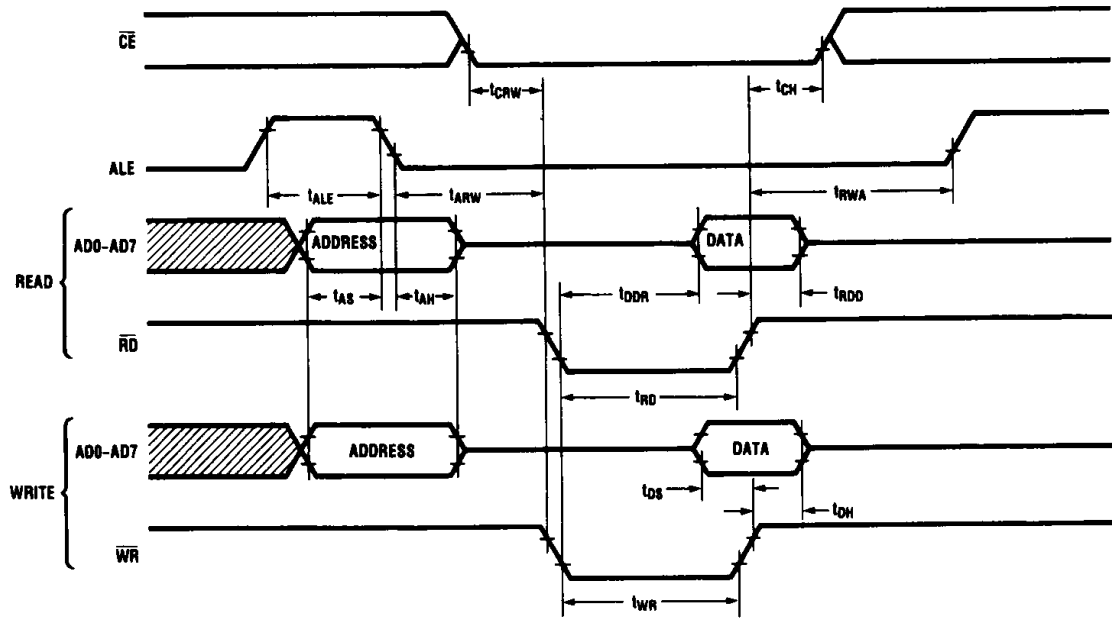 CE
tCRW
tCH
ALE
tALE
tARW
tRWA
READ
AD0-AD7
ADDRESS
DATA
tAS
tAH
tDDR
tRDD
RD
tRD
WRITE
AD0-AD7
ADDRESS
DATA
tDS
tDH
WR
tWR